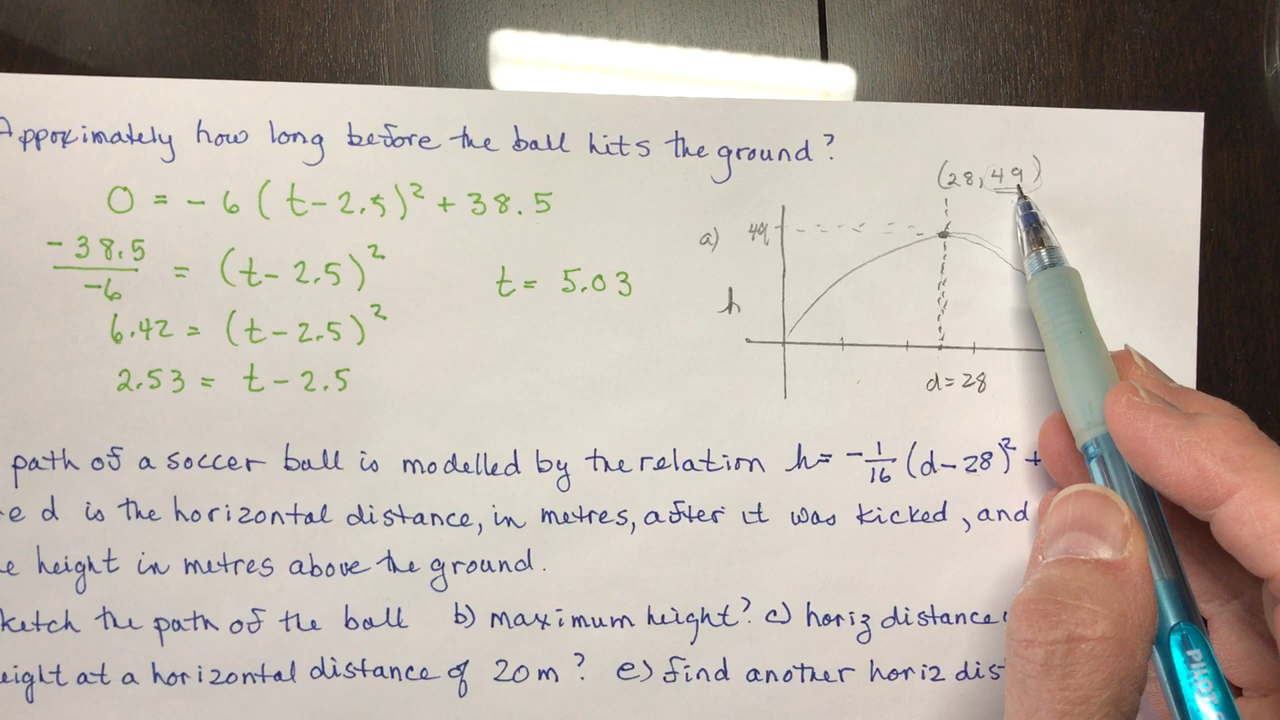 Appoximately how long before the ball hits the ground?
0 = -6(t-2.5)² + 38.5
-38.5/-6 = (t-2.5)²
6.42 = (t-2.5)²
2.53 = t-2.5
t = 5.03
(28,49)
a) 49
h
d=28
path of a soccer ball is modelled by the relation h= -1/16 (d-28)² +
e d is the horizontal distance, in metres, after it was kicked, and
e height in metres above the ground.
ketch the path of the ball b) maximum height? c) horiz distance
eight at a horizontal distance of 20m? e) find another horiz dis
PILOT